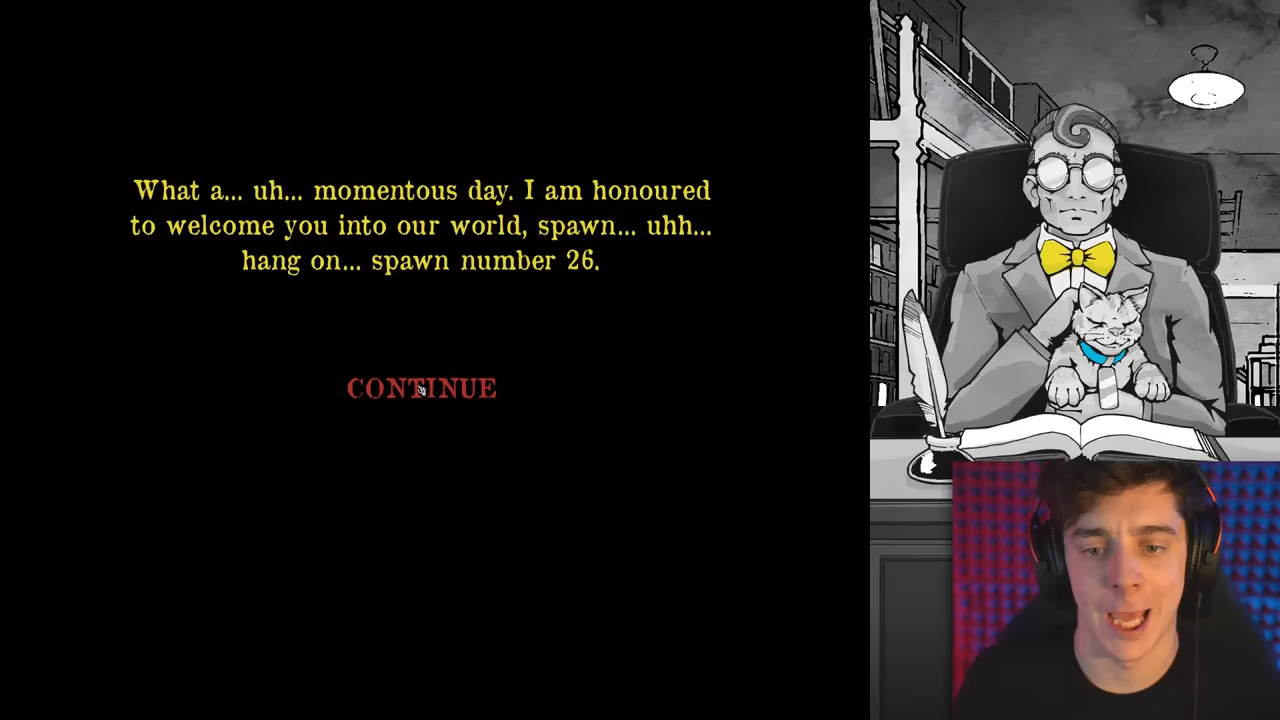 What a... uh... momentous day. I am honoured
to welcome you into our world, spawn... uhh...
hang on... spawn number 26.
CONTINUE